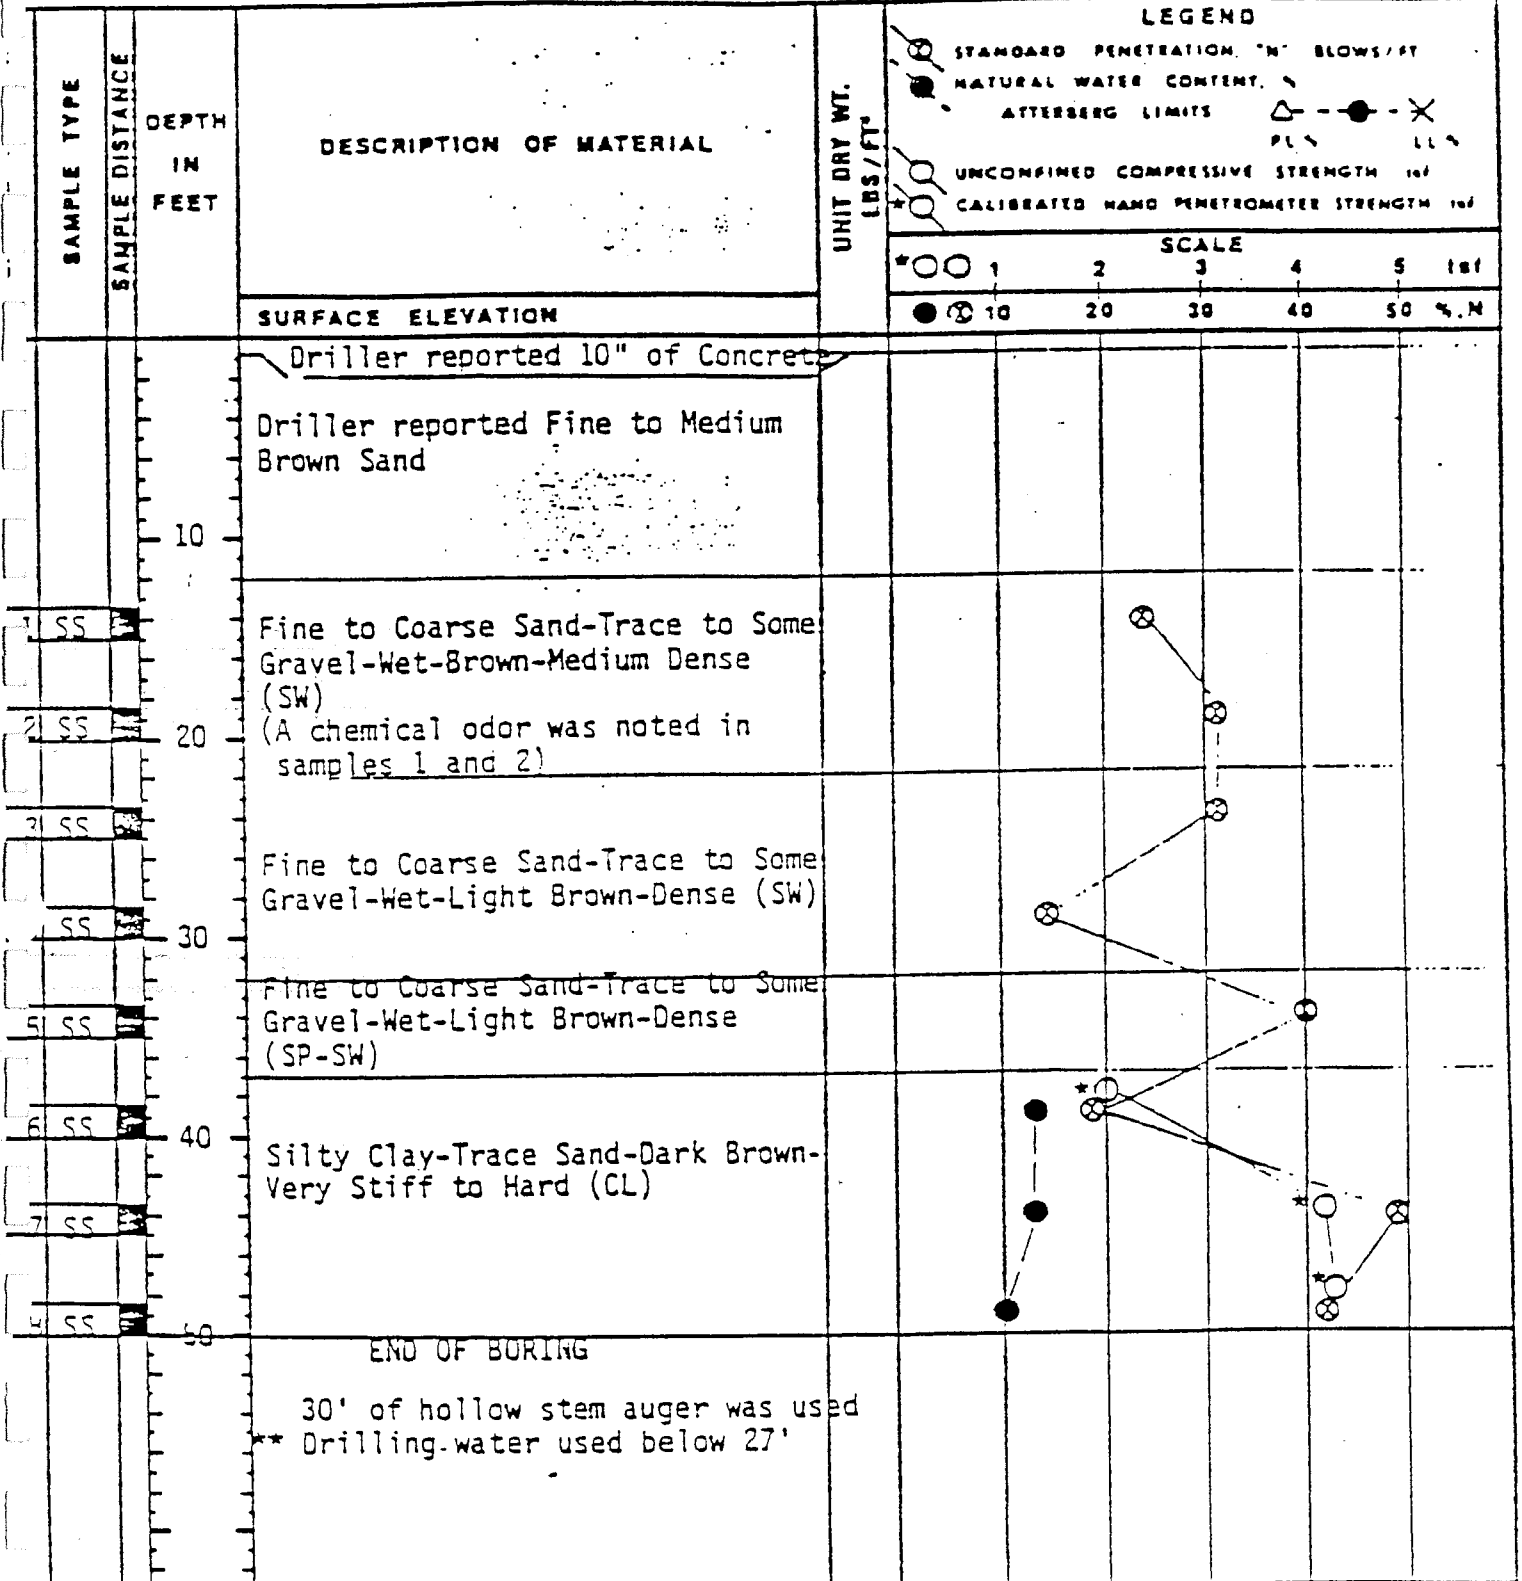 LEGEND
STANDARD PENETRATION, "N" BLOWS/FT
NATURAL WATER CONTENT, %
ATTERBERG LIMITS
PL % LL %
UNCONFINED COMPRESSIVE STRENGTH tsf
* CALIBRATED HAND PENETROMETER STRENGTH tsf
SAMPLE TYPE
SAMPLE DISTANCE
DEPTH
IN
FEET
DESCRIPTION OF MATERIAL
UNIT DRY WT.
LBS/FT³
SCALE
* 1 2 3 4 5 tsf
10 20 30 40 50 %.N
SURFACE ELEVATION
Driller reported 10" of Concrete
Driller reported Fine to Medium
Brown Sand
10
1 SS
Fine to Coarse Sand-Trace to Some
Gravel-Wet-Brown-Medium Dense
(SW)
2 SS
20
(A chemical odor was noted in
samples 1 and 2)
3 SS
Fine to Coarse Sand-Trace to Some
Gravel-Wet-Light Brown-Dense (SW)
SS
30
Fine to Coarse Sand-Trace to Some
5 SS
Gravel-Wet-Light Brown-Dense
(SP-SW)
*
6 SS
40
Silty Clay-Trace Sand-Dark Brown-
Very Stiff to Hard (CL)
*
7 SS
*
SS
50
END OF BORING
30' of hollow stem auger was used
** Drilling water used below 27'